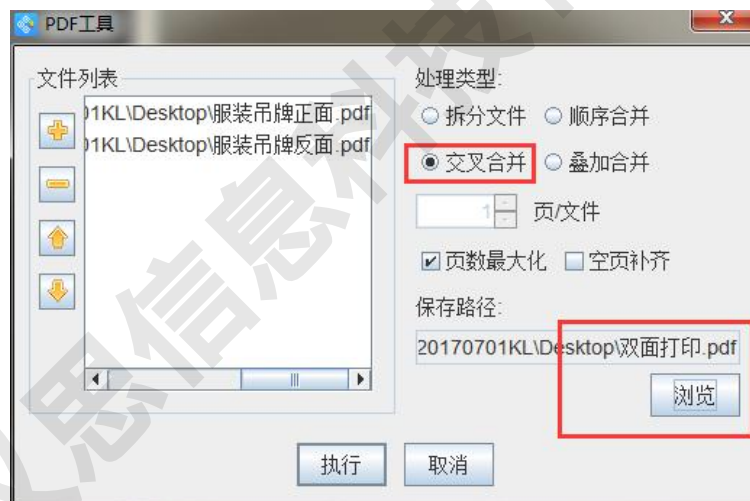 PDF工具
文件列表
01KL\Desktop\服装吊牌正面.pdf
01KL\Desktop\服装吊牌反面.pdf
处理类型:
拆分文件 顺序合并
交叉合并 叠加合并
1 页/文件
页数最大化 空页补齐
保存路径:
20170701KL\Desktop\双面打印.pdf
浏览
执行 取消